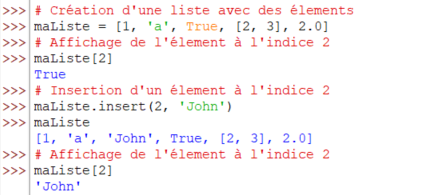 >>> # Création d'une liste avec des élements
>>> maListe = [1, 'a', True, [2, 3], 2.0]
>>> # Affichage de l'élement à l'indice 2
>>> maListe[2]
True
>>> # Insertion d'un élement à l'indice 2
>>> maListe.insert(2, 'John')
>>> maListe
[1, 'a', 'John', True, [2, 3], 2.0]
>>> # Affichage de l'élement à l'indice 2
>>> maListe[2]
'John'